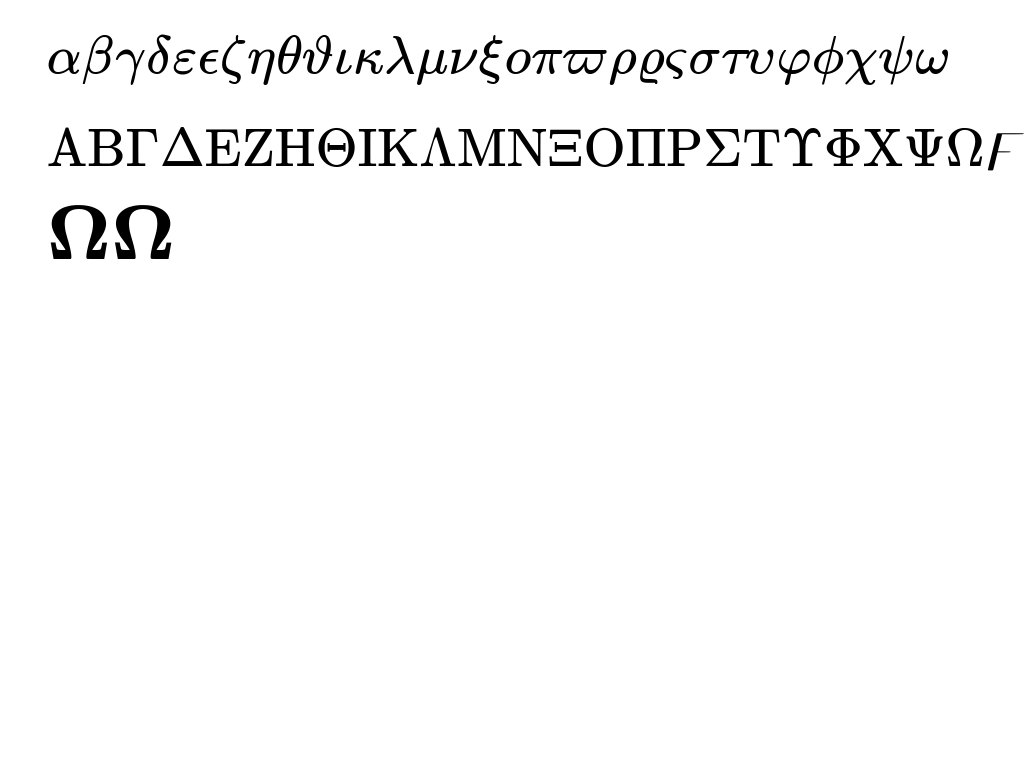 αβγδεϵζηθϑικλμνξοπϖρϱςστυφϕχψω
ΑΒΓΔΕΖΗΘΙΚΛΜΝΞΟΠΡΣΤΥΦΧΨΩϜ
ΩΩ